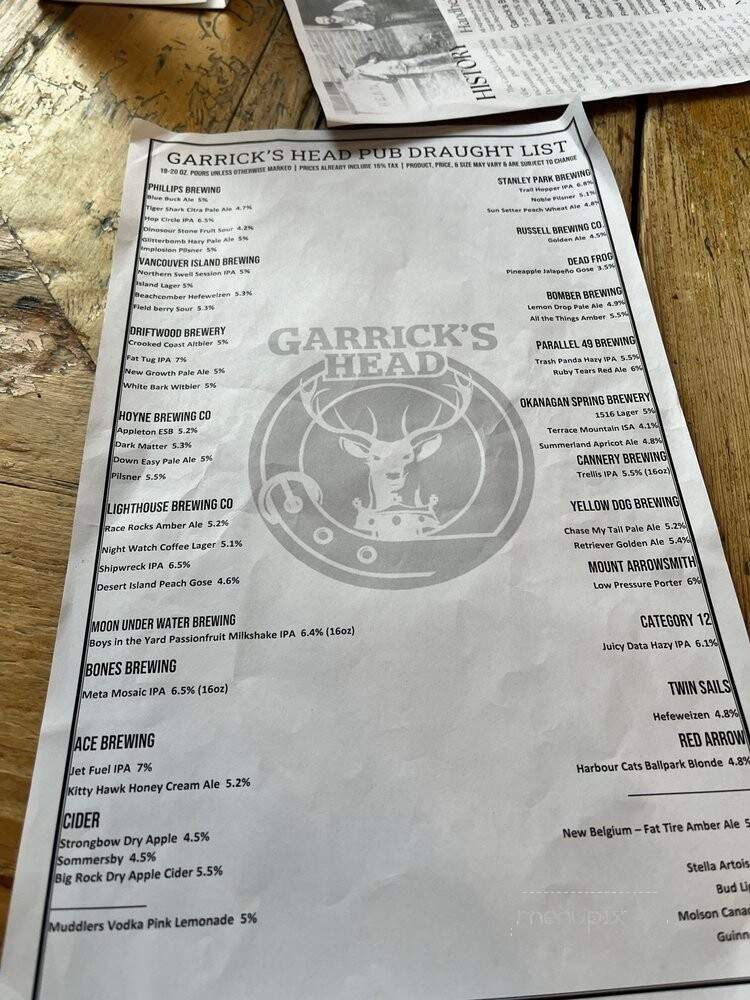 HISTORY
GARRICK'S HEAD PUB DRAUGHT LIST
19-20 OZ. POURS UNLESS OTHERWISE MARKED | PRICES ALREADY INCLUDE 15% TAX | PRODUCT, PRICE, & SIZE MAY VARY & ARE SUBJECT TO CHANGE
PHILLIPS BREWING
Blue Buck Ale 5%
Tiger Shark Citra Pale Ale 4.7%
Hop Circle IPA 6.5%
Dinosour Stone Fruit Sour 4.2%
Glitterbomb Hazy Pale Ale 5%
Implosion Pilsner 5%
VANCOUVER ISLAND BREWING
Northern Swell Session IPA 5%
Island Lager 5%
Beachcomber Hefeweizen 5.3%
Field berry Sour 5.3%
DRIFTWOOD BREWERY
Crooked Coast Altbier 5%
Fat Tug IPA 7%
New Growth Pale Ale 5%
White Bark Witbier 5%
HOYNE BREWING CO
Appleton ESB 5.2%
Dark Matter 5.3%
Down Easy Pale Ale 5%
Pilsner 5.5%
LIGHTHOUSE BREWING CO
Race Rocks Amber Ale 5.2%
Night Watch Coffee Lager 5.1%
Shipwreck IPA 6.5%
Desert Island Peach Gose 4.6%
MOON UNDER WATER BREWING
Boys in the Yard Passionfruit Milkshake IPA 6.4% (16oz)
BONES BREWING
Meta Mosaic IPA 6.5% (16oz)
ACE BREWING
Jet Fuel IPA 7%
Kitty Hawk Honey Cream Ale 5.2%
CIDER
Strongbow Dry Apple 4.5%
Sommersby 4.5%
Big Rock Dry Apple Cider 5.5%
Muddlers Vodka Pink Lemonade 5%
GARRICK'S
HEAD
STANLEY PARK BREWING
Trail Hopper IPA 6.8%
Noble Pilsner 5.1%
Sun Setter Peach Wheat Ale 4.8%
RUSSELL BREWING CO.
Golden Ale 4.5%
DEAD FROG
Pineapple Jalapeño Gose 3.5%
BOMBER BREWING
Lemon Drop Pale Ale 4.9%
All the Things Amber 5.5%
PARALLEL 49 BREWING
Trash Panda Hazy IPA 5.5%
Ruby Tears Red Ale 6%
OKANAGAN SPRING BREWERY
1516 Lager 5%
Terrace Mountain ISA 4.1%
Summerland Apricot Ale 4.8%
CANNERY BREWING
Trellis IPA 5.5% (16oz)
YELLOW DOG BREWING
Chase My Tail Pale Ale 5.2%
Retriever Golden Ale 5.4%
MOUNT ARROWSMITH
Low Pressure Porter 6%
CATEGORY 12
Juicy Data Hazy IPA 6.1%
TWIN SAILS
Hefeweizen 4.8%
RED ARROW
Harbour Cats Ballpark Blonde 4.8%
New Belgium – Fat Tire Amber Ale 5
Stella Artois
Bud Li
Molson Cana
Guinn
menupix